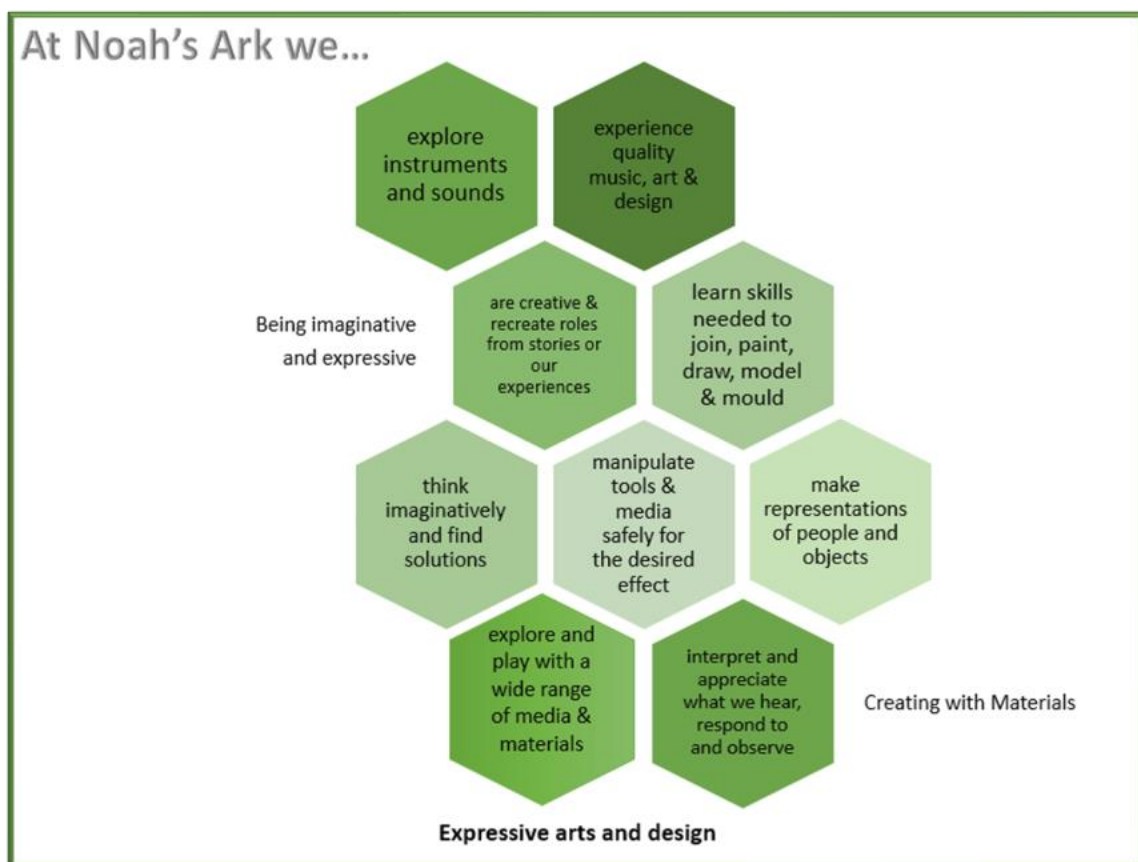 At Noah's Ark we...
explore
instruments
and sounds
experience
quality
music, art &
design
Being imaginative
and expressive
are creative &
recreate roles
from stories or
our
experiences
learn skills
needed to
join, paint,
draw, model
& mould
think
imaginatively
and find
solutions
manipulate
tools &
media
safely for
the desired
effect
make
representations
of people and
objects
explore and
play with a
wide range
of media &
materials
interpret and
appreciate
what we hear,
respond to
and observe
Creating with Materials
Expressive arts and design